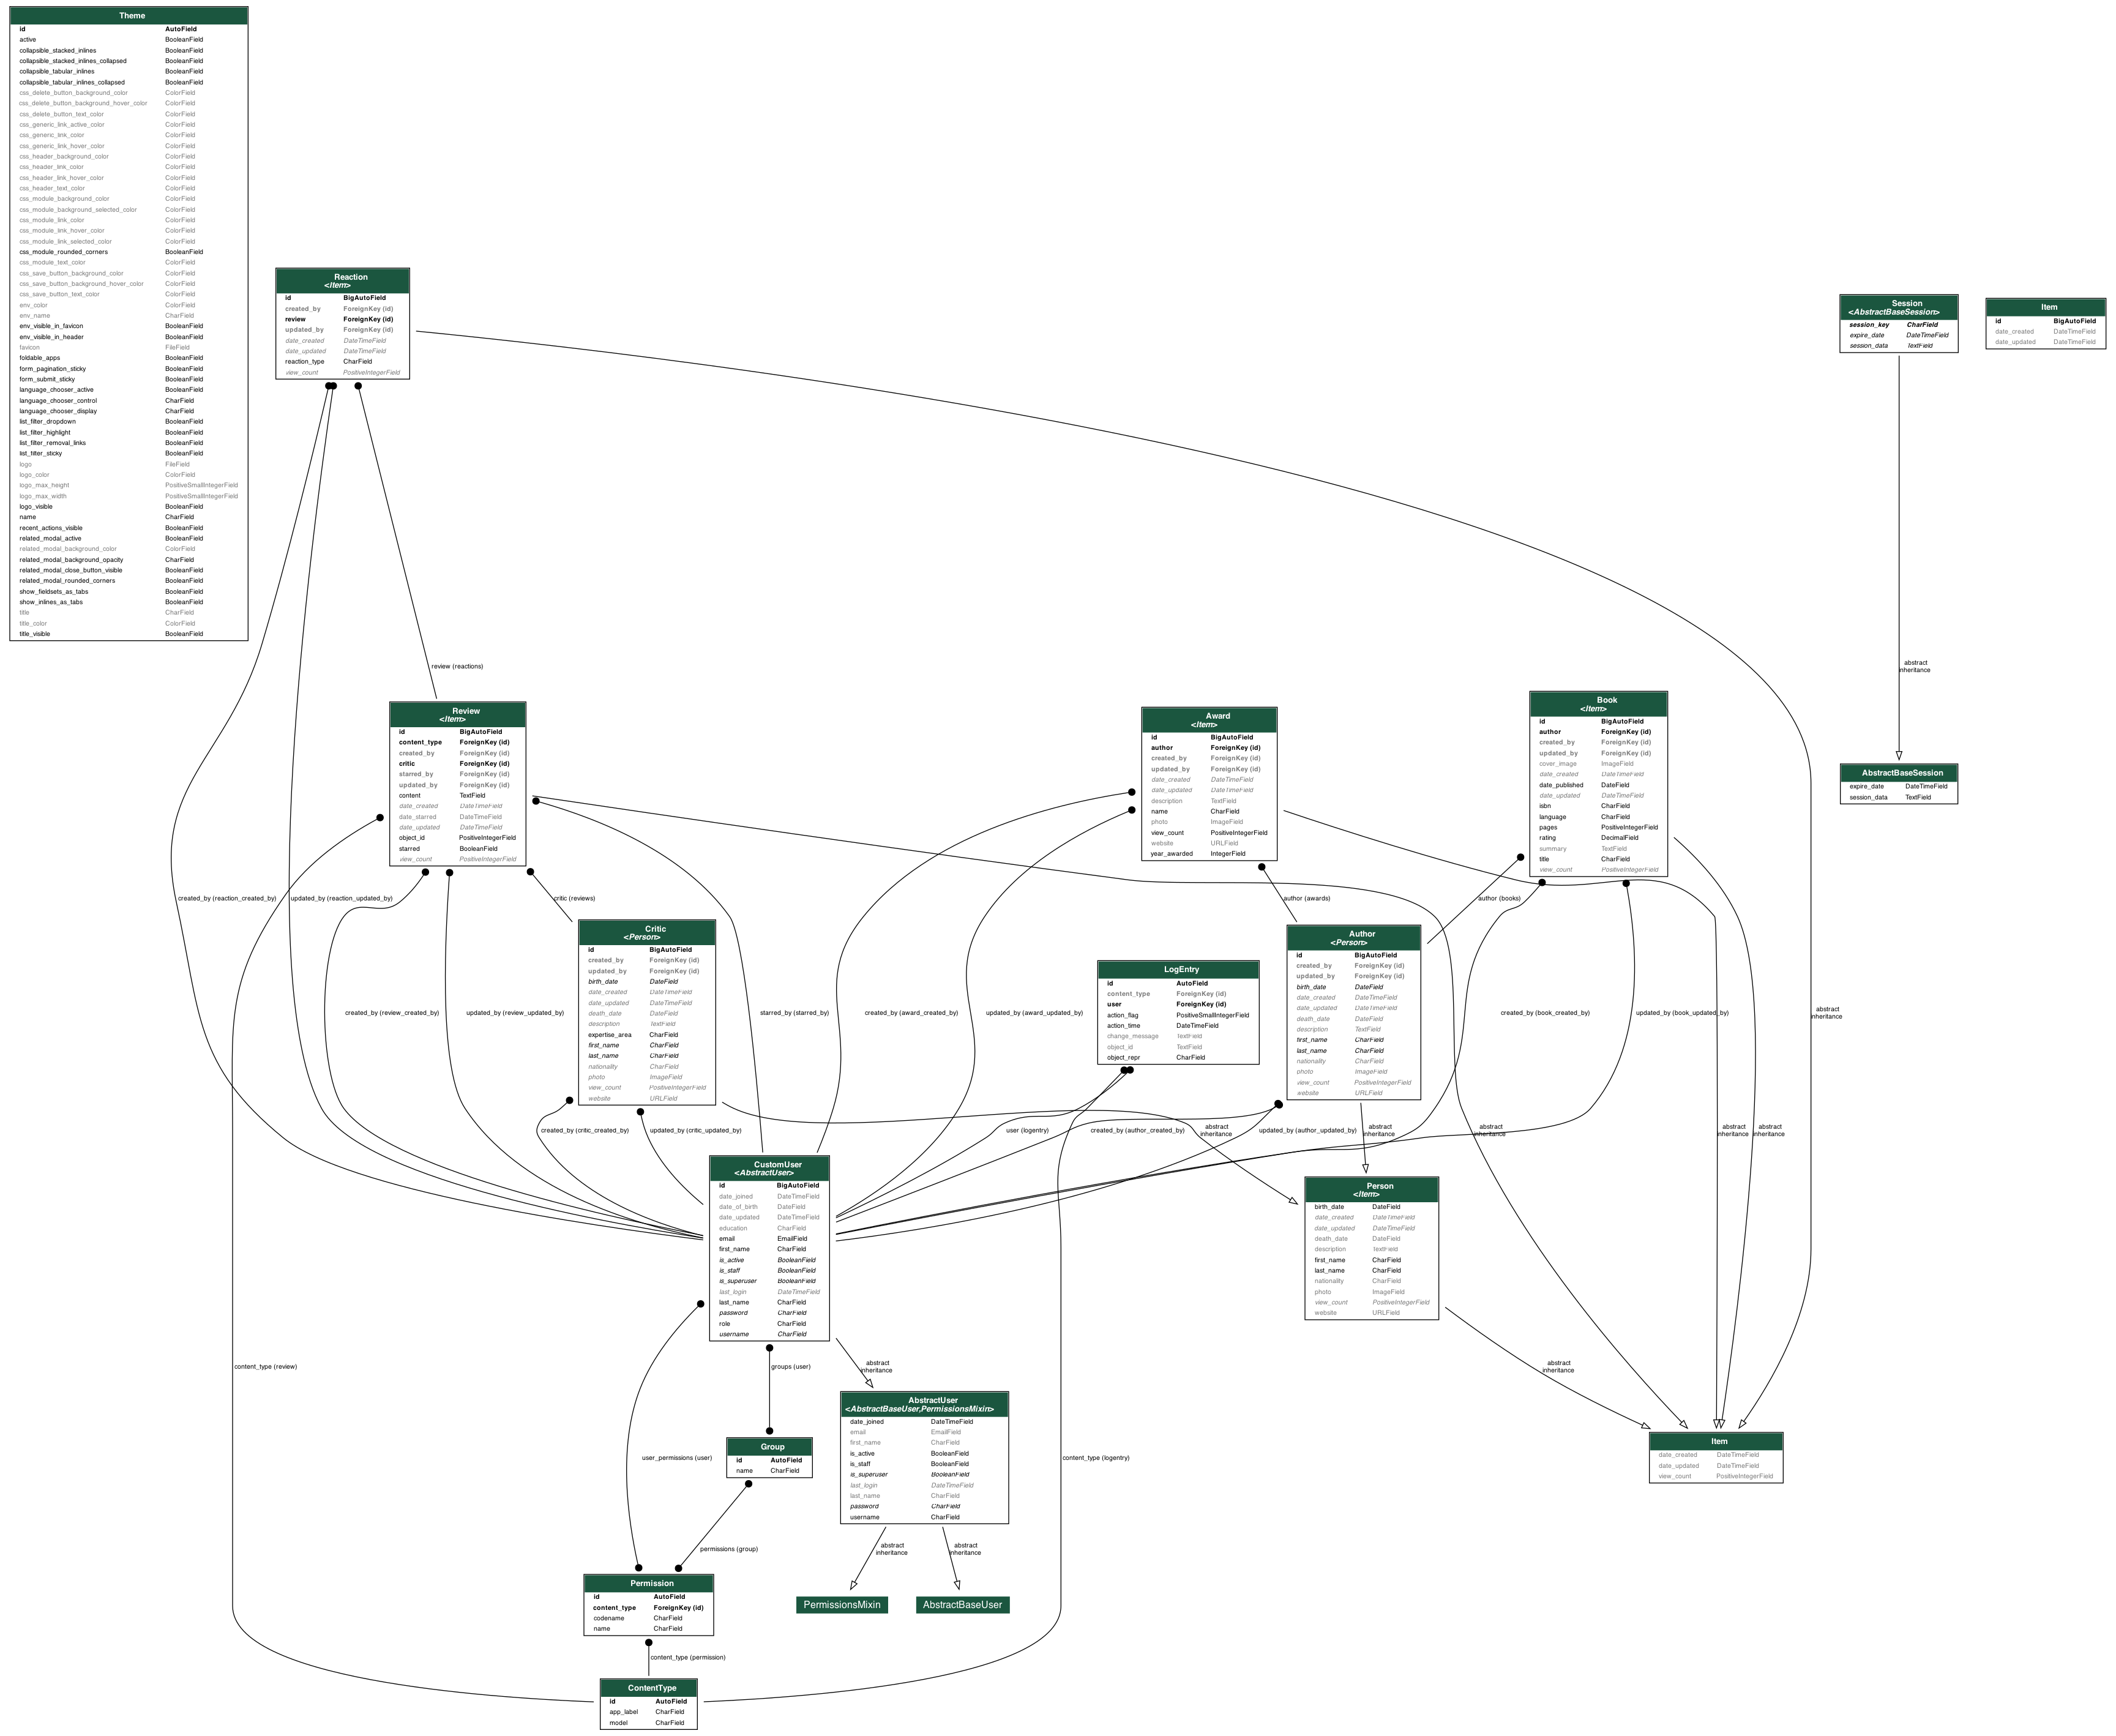 Theme
id AutoField
active BooleanField
collapsible_stacked_inlines BooleanField
collapsible_stacked_inlines_collapsed BooleanField
collapsible_tabular_inlines BooleanField
collapsible_tabular_inlines_collapsed BooleanField
css_delete_button_background_color ColorField
css_delete_button_background_hover_color ColorField
css_delete_button_text_color ColorField
css_generic_link_active_color ColorField
css_generic_link_color ColorField
css_generic_link_hover_color ColorField
css_header_background_color ColorField
css_header_link_color ColorField
css_header_link_hover_color ColorField
css_header_text_color ColorField
css_module_background_color ColorField
css_module_background_selected_color ColorField
css_module_link_color ColorField
css_module_link_hover_color ColorField
css_module_link_selected_color ColorField
css_module_rounded_corners BooleanField
css_module_text_color ColorField
css_save_button_background_color ColorField
css_save_button_background_hover_color ColorField
css_save_button_text_color ColorField
env_color ColorField
env_name CharField
env_visible_in_favicon BooleanField
env_visible_in_header BooleanField
favicon FileField
foldable_apps BooleanField
form_pagination_sticky BooleanField
form_submit_sticky BooleanField
language_chooser_active BooleanField
language_chooser_control CharField
language_chooser_display CharField
list_filter_dropdown BooleanField
list_filter_highlight BooleanField
list_filter_removal_links BooleanField
list_filter_sticky BooleanField
logo FileField
logo_color ColorField
logo_max_height PositiveSmallIntegerField
logo_max_width PositiveSmallIntegerField
logo_visible BooleanField
name CharField
recent_actions_visible BooleanField
related_modal_active BooleanField
related_modal_background_color ColorField
related_modal_background_opacity CharField
related_modal_close_button_visible BooleanField
related_modal_rounded_corners BooleanField
show_fieldsets_as_tabs BooleanField
show_inlines_as_tabs BooleanField
title CharField
title_color ColorField
title_visible BooleanField
Reaction
<Item>
id BigAutoField
created_by ForeignKey (id)
review ForeignKey (id)
updated_by ForeignKey (id)
date_created DateTimeField
date_updated DateTimeField
reaction_type CharField
view_count PositiveIntegerField
Session
<AbstractBaseSession>
session_key CharField
expire_date DateTimeField
session_data TextField
Item
id BigAutoField
date_created DateTimeField
date_updated DateTimeField
review (reactions)
abstract
inheritance
Review
<Item>
id BigAutoField
content_type ForeignKey (id)
created_by ForeignKey (id)
critic ForeignKey (id)
starred_by ForeignKey (id)
updated_by ForeignKey (id)
content TextField
date_created DateTimeField
date_starred DateTimeField
date_updated DateTimeField
object_id PositiveIntegerField
starred BooleanField
view_count PositiveIntegerField
Award
<Item>
id BigAutoField
author ForeignKey (id)
created_by ForeignKey (id)
updated_by ForeignKey (id)
date_created DateTimeField
date_updated DateTimeField
description TextField
name CharField
photo ImageField
view_count PositiveIntegerField
website URLField
year_awarded IntegerField
Book
<Item>
id BigAutoField
author ForeignKey (id)
created_by ForeignKey (id)
updated_by ForeignKey (id)
cover_image ImageField
date_created DateTimeField
date_published DateField
date_updated DateTimeField
isbn CharField
language CharField
pages PositiveIntegerField
rating DecimalField
summary TextField
title CharField
view_count PositiveIntegerField
AbstractBaseSession
expire_date DateTimeField
session_data TextField
created_by (reaction_created_by)
updated_by (reaction_updated_by)
critic (reviews)
author (awards)
author (books)
Critic
<Person>
id BigAutoField
created_by ForeignKey (id)
updated_by ForeignKey (id)
birth_date DateField
date_created DateTimeField
date_updated DateTimeField
death_date DateField
description TextField
expertise_area CharField
first_name CharField
last_name CharField
nationality CharField
photo ImageField
view_count PositiveIntegerField
website URLField
LogEntry
id AutoField
content_type ForeignKey (id)
user ForeignKey (id)
action_flag PositiveSmallIntegerField
action_time DateTimeField
change_message TextField
object_id TextField
object_repr CharField
Author
<Person>
id BigAutoField
created_by ForeignKey (id)
updated_by ForeignKey (id)
birth_date DateField
date_created DateTimeField
date_updated DateTimeField
death_date DateField
description TextField
first_name CharField
last_name CharField
nationality CharField
photo ImageField
view_count PositiveIntegerField
website URLField
created_by (review_created_by)
updated_by (review_updated_by)
starred_by (starred_by)
created_by (award_created_by)
updated_by (award_updated_by)
created_by (book_created_by)
updated_by (book_updated_by)
abstract
inheritance
created_by (critic_created_by)
updated_by (critic_updated_by)
user (logentry)
created_by (author_created_by)
abstract
inheritance
updated_by (author_updated_by)
abstract
inheritance
abstract
inheritance
abstract
inheritance
abstract
inheritance
CustomUser
<AbstractUser>
id BigAutoField
date_joined DateTimeField
date_of_birth DateField
date_updated DateTimeField
education CharField
email EmailField
first_name CharField
is_active BooleanField
is_staff BooleanField
is_superuser BooleanField
last_login DateTimeField
last_name CharField
password CharField
role CharField
username CharField
Person
<Item>
birth_date DateField
date_created DateTimeField
date_updated DateTimeField
death_date DateField
description TextField
first_name CharField
last_name CharField
nationality CharField
photo ImageField
view_count PositiveIntegerField
website URLField
content_type (review)
groups (user)
abstract
inheritance
abstract
inheritance
AbstractUser
<AbstractBaseUser,PermissionsMixin>
date_joined DateTimeField
email EmailField
first_name CharField
is_active BooleanField
is_staff BooleanField
is_superuser BooleanField
last_login DateTimeField
last_name CharField
password CharField
username CharField
Group
id AutoField
name CharField
Item
date_created DateTimeField
date_updated DateTimeField
view_count PositiveIntegerField
user_permissions (user)
content_type (logentry)
permissions (group)
abstract
inheritance
abstract
inheritance
Permission
id AutoField
content_type ForeignKey (id)
codename CharField
name CharField
PermissionsMixin
AbstractBaseUser
content_type (permission)
ContentType
id AutoField
app_label CharField
model CharField